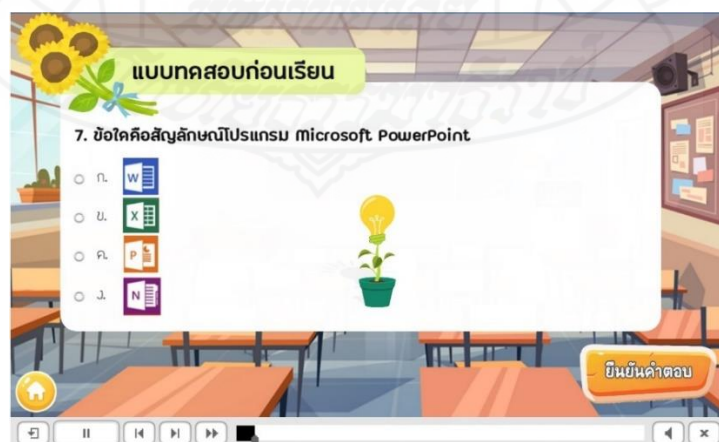 แบบทดสอบก่อนเรียน
7. ข้อใดคือสัญลักษณ์โปรแกรม Microsoft PowerPoint
ก. W
ข. X
ค. P
ง. N
ยืนยันคำตอบ